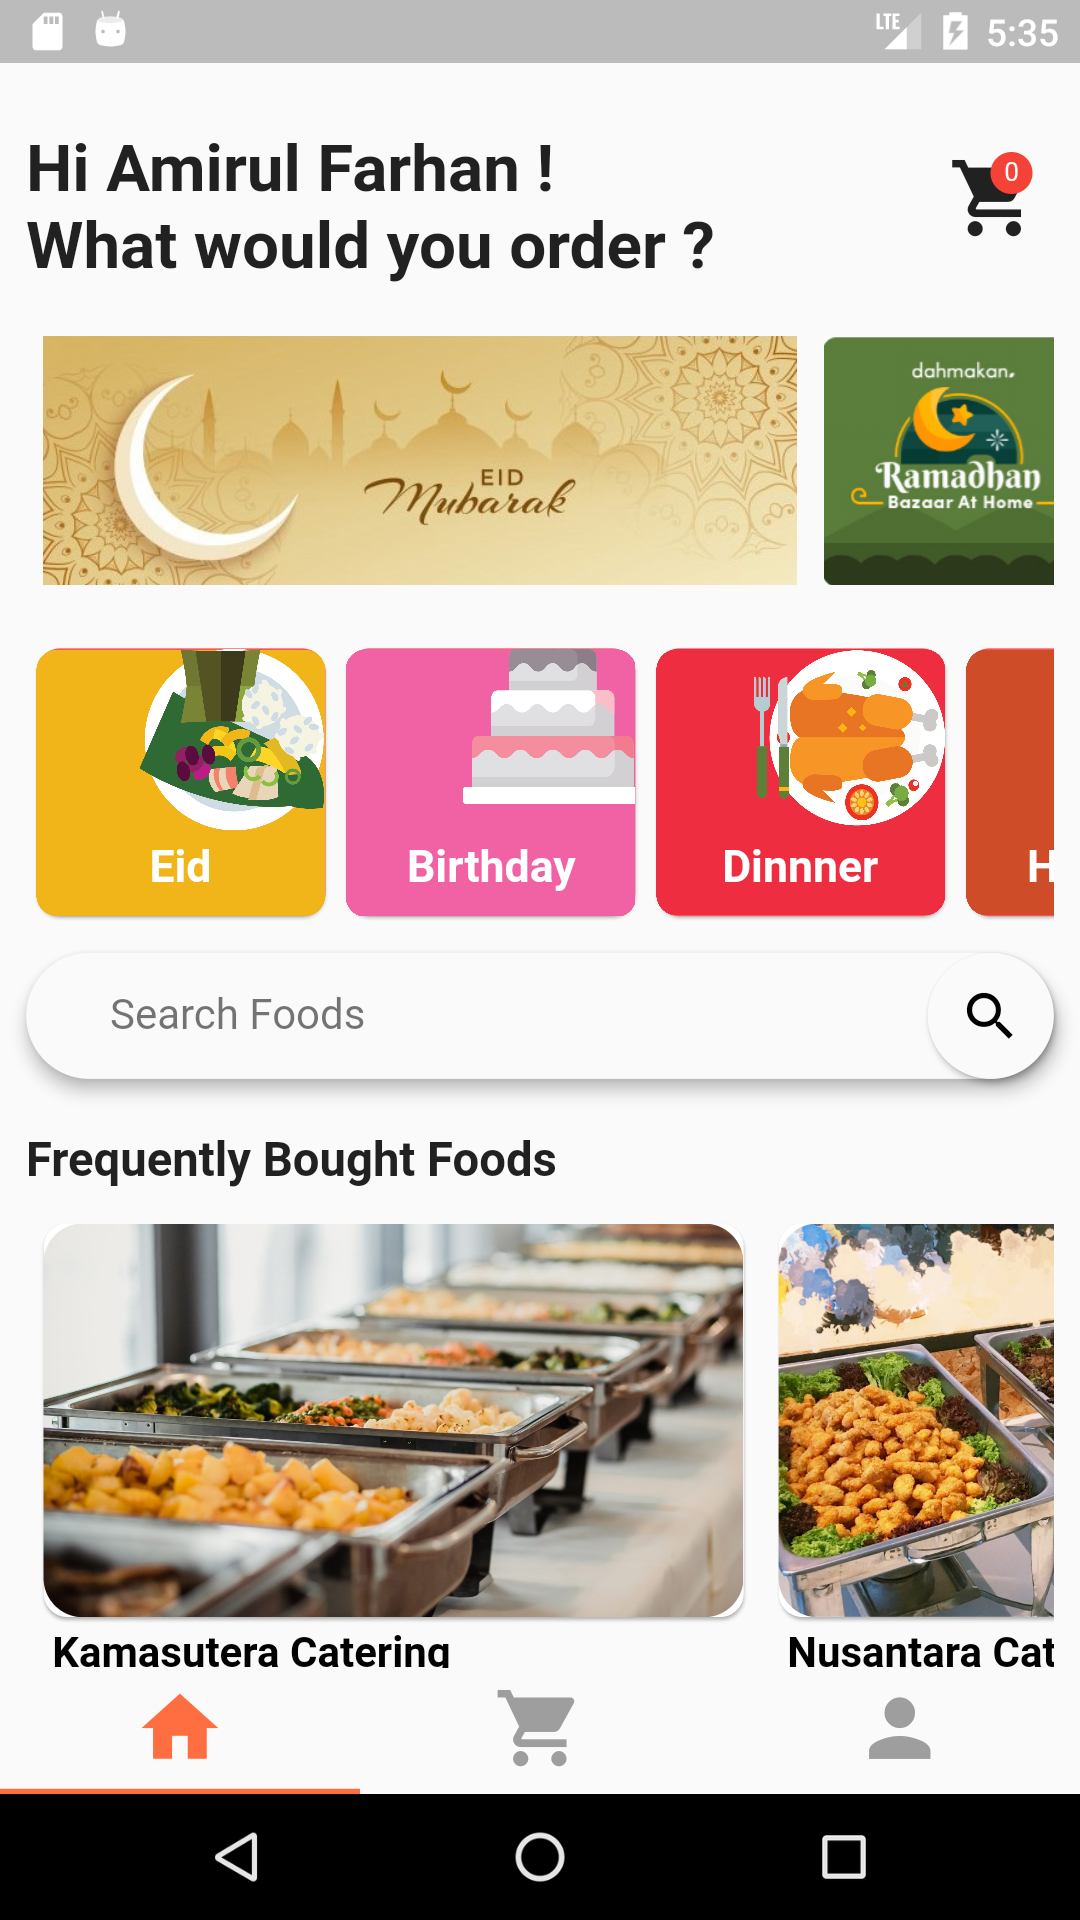 LTE 5:35
Hi Amirul Farhan !
What would you order ?
0
EID
Mubarak
dahmakan.
Ramadhan
Bazaar At Home
Eid
Birthday
Dinnner
H
Search Foods
Frequently Bought Foods
Kamasutera Catering
Nusantara Cat